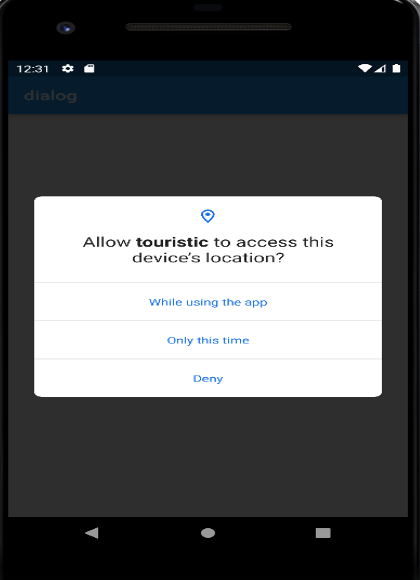 12:31
dialog
Allow touristic to access this
device's location?
While using the app
Only this time
Deny